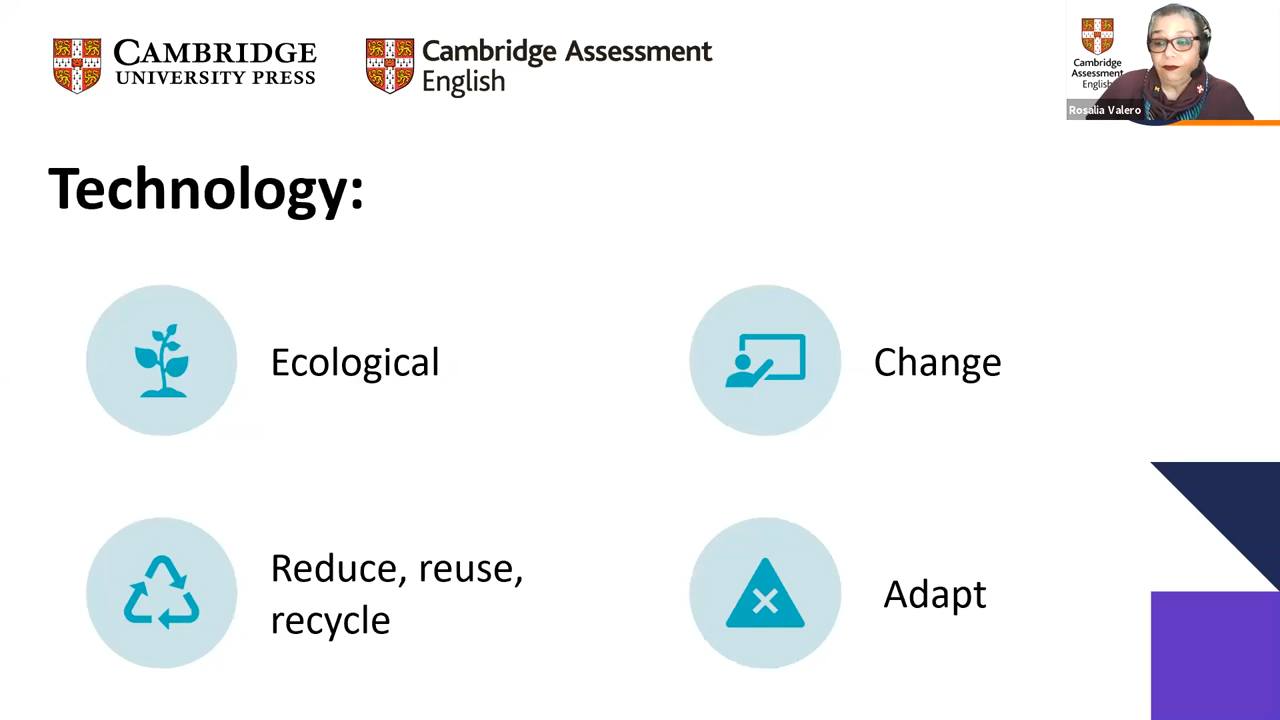 CAMBRIDGE
UNIVERSITY PRESS
Cambridge Assessment
English
Cambridge
Assessment
English
Rosalia Valero
Technology:
Ecological
Change
Reduce, reuse,
recycle
Adapt